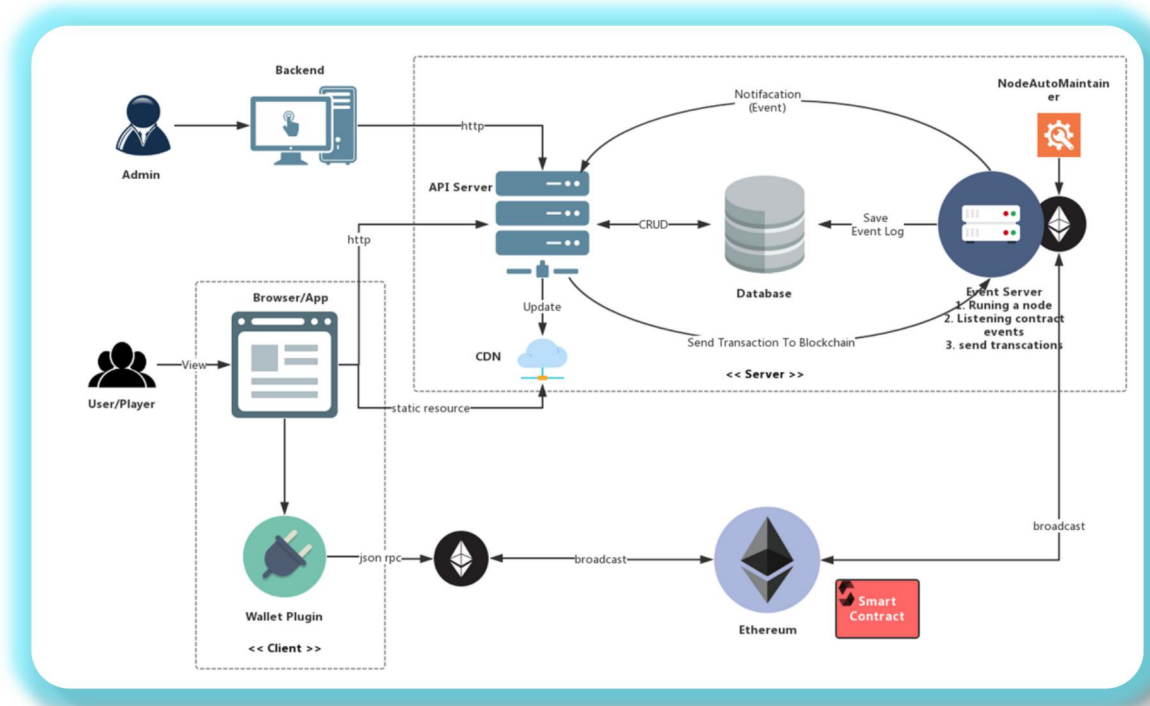 Backend
Notifacation
(Event)
NodeAutoMaintain
er
http
Admin
API Server
http
CRUD
Save
Event Log
Browser/App
Database
Event Server
1. Runing a node
2. Listening contract
events
3. send transcations
Update
Send Transaction To Blockchain
CDN
View
<< Server >>
User/Player
static resource
broadcast
json rpc
broadcast
Smart
Contract
Wallet Plugin
Ethereum
<< Client >>